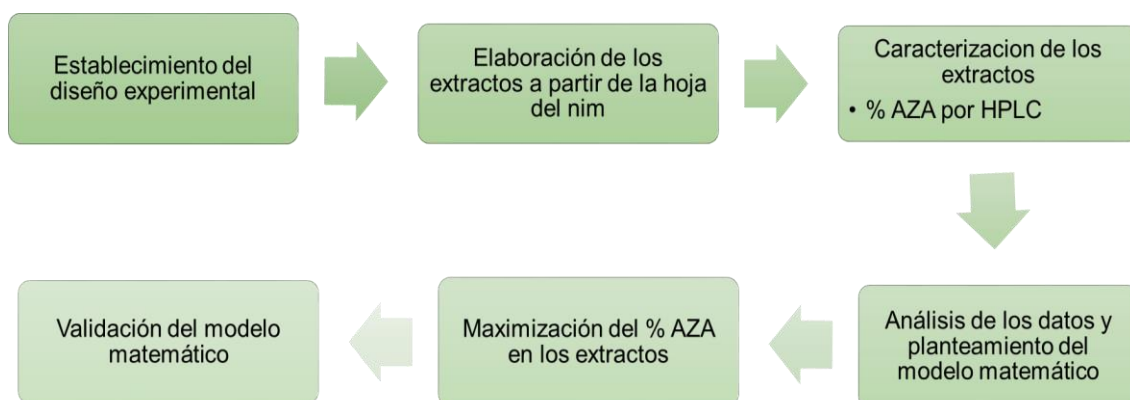 Establecimiento del
diseño experimental
Elaboración de los
extractos a partir de la hoja
del nim
Caracterizacion de los
extractos
• % AZA por HPLC
Análisis de los datos y
planteamiento del
modelo matemático
Maximización del % AZA
en los extractos
Validación del modelo
matemático